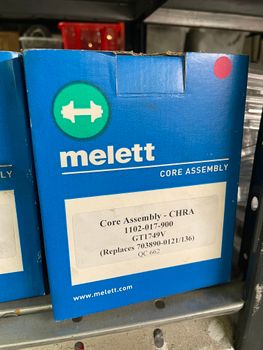 melett
CORE ASSEMBLY
Core Assembly - CHRA
1102-017-900
GT1749V
(Replaces 703890-0121/136)
QC 662
www.melett.com